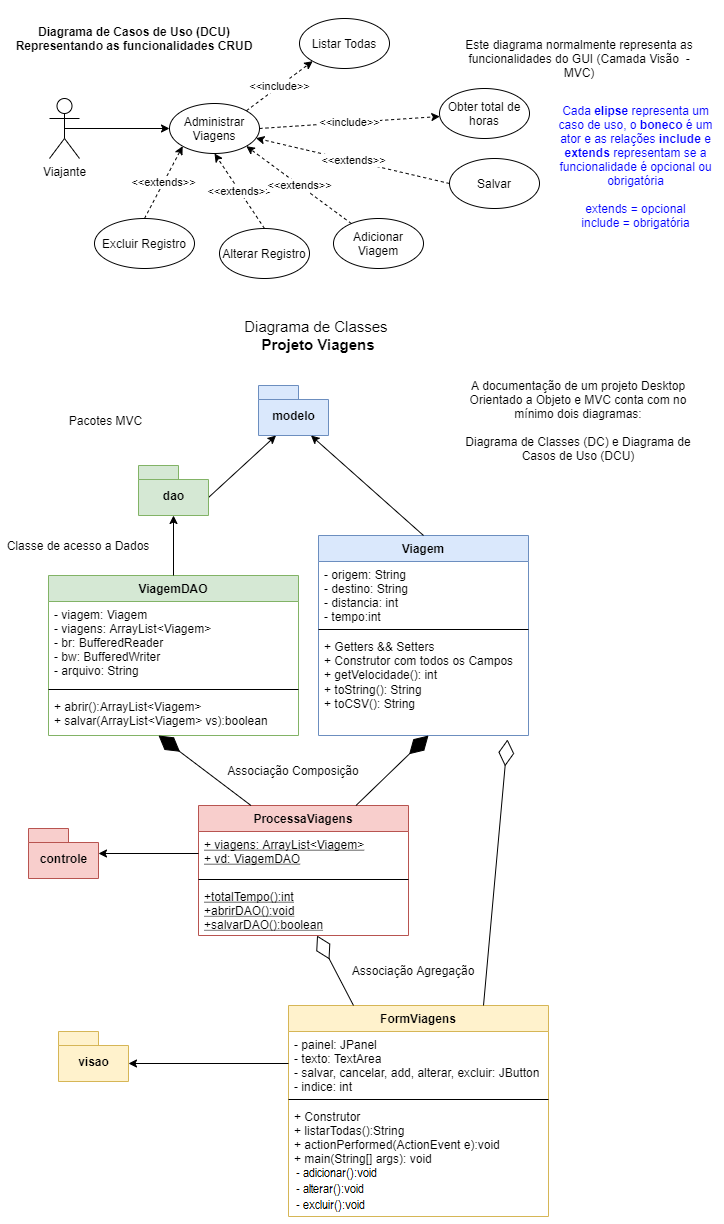 Diagrama de Casos de Uso (DCU)
Representando as funcionalidades CRUD
Listar Todas
Este diagrama normalmente representa as
funcionalidades do GUI (Camada Visão -
MVC)
<<include>>
Administrar
Viagens
<<include>>
Obter total de
horas
Cada elipse representa um
caso de uso, o boneco é um
ator e as relações include e
extends representam se a
funcionalidade é opcional ou
obrigatória
extends = opcional
include = obrigatória
Viajante
<<extends>>
Salvar
<<extends>>
<<extends>>
<<extends>>
Excluir Registro
Alterar Registro
Adicionar
Viagem
Diagrama de Classes
Projeto Viagens
A documentação de um projeto Desktop
Orientado a Objeto e MVC conta com no
mínimo dois diagramas:
Diagrama de Classes (DC) e Diagrama de
Casos de Uso (DCU)
Pacotes MVC
modelo
dao
Classe de acesso a Dados
ViagemDAO
- viagem: Viagem
- viagens: ArrayList<Viagem>
- br: BufferedReader
- bw: BufferedWriter
- arquivo: String
+ abrir():ArrayList<Viagem>
+ salvar(ArrayList<Viagem> vs):boolean
Viagem
- origem: String
- destino: String
- distancia: int
- tempo:int
+ Getters && Setters
+ Construtor com todos os Campos
+ getVelocidade(): int
+ toString(): String
+ toCSV(): String
Associação Composição
ProcessaViagens
+ viagens: ArrayList<Viagem>
+ vd: ViagemDAO
+totalTempo():int
+abrirDAO():void
+salvarDAO():boolean
controle
Associação Agregação
FormViagens
- painel: JPanel
- texto: TextArea
- salvar, cancelar, add, alterar, excluir: JButton
- indice: int
+ Construtor
+ listarTodas():String
+ actionPerformed(ActionEvent e):void
+ main(String[] args): void
- adicionar():void
- alterar():void
- excluir():void
visao